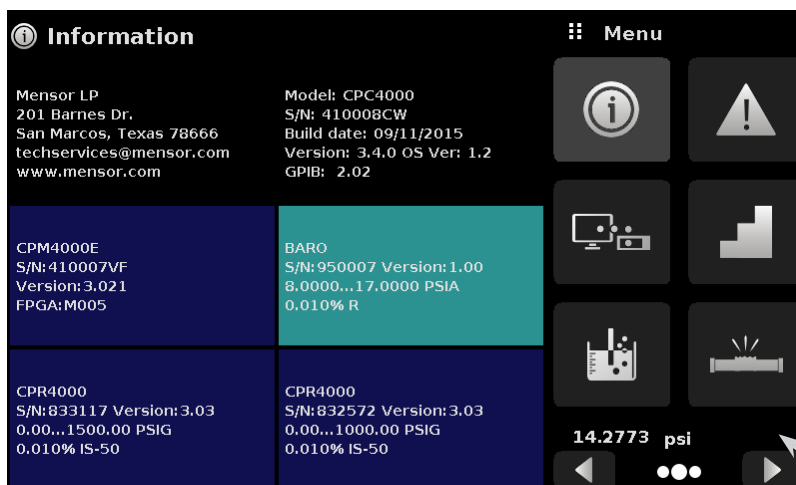 Information
Mensor LP
201 Barnes Dr.
San Marcos, Texas 78666
techservices@mensor.com
www.mensor.com
Model: CPC4000
S/N: 410008CW
Build date: 09/11/2015
Version: 3.4.0 OS Ver: 1.2
GPIB: 2.02
CPM4000E
S/N:410007VF
Version:3.021
FPGA:M005
BARO
S/N:950007 Version:1.00
8.0000...17.0000 PSIA
0.010% R
CPR4000
S/N:833117 Version:3.03
0.00...1500.00 PSIG
0.010% IS-50
CPR4000
S/N:832572 Version:3.03
0.00...1000.00 PSIG
0.010% IS-50
Menu
14.2773 psi